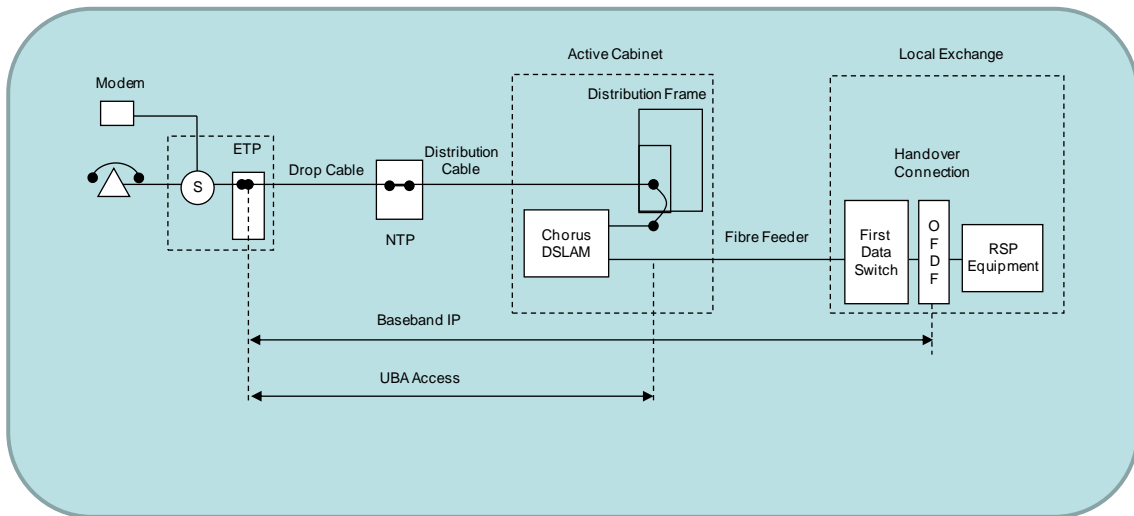 Active Cabinet
Local Exchange
Modem
Distribution Frame
ETP
Drop Cable
Distribution
Cable
Handover
Connection
S
NTP
Chorus
DSLAM
Fibre Feeder
First
Data
Switch
O
F
D
F
RSP
Equipment
Baseband IP
UBA Access